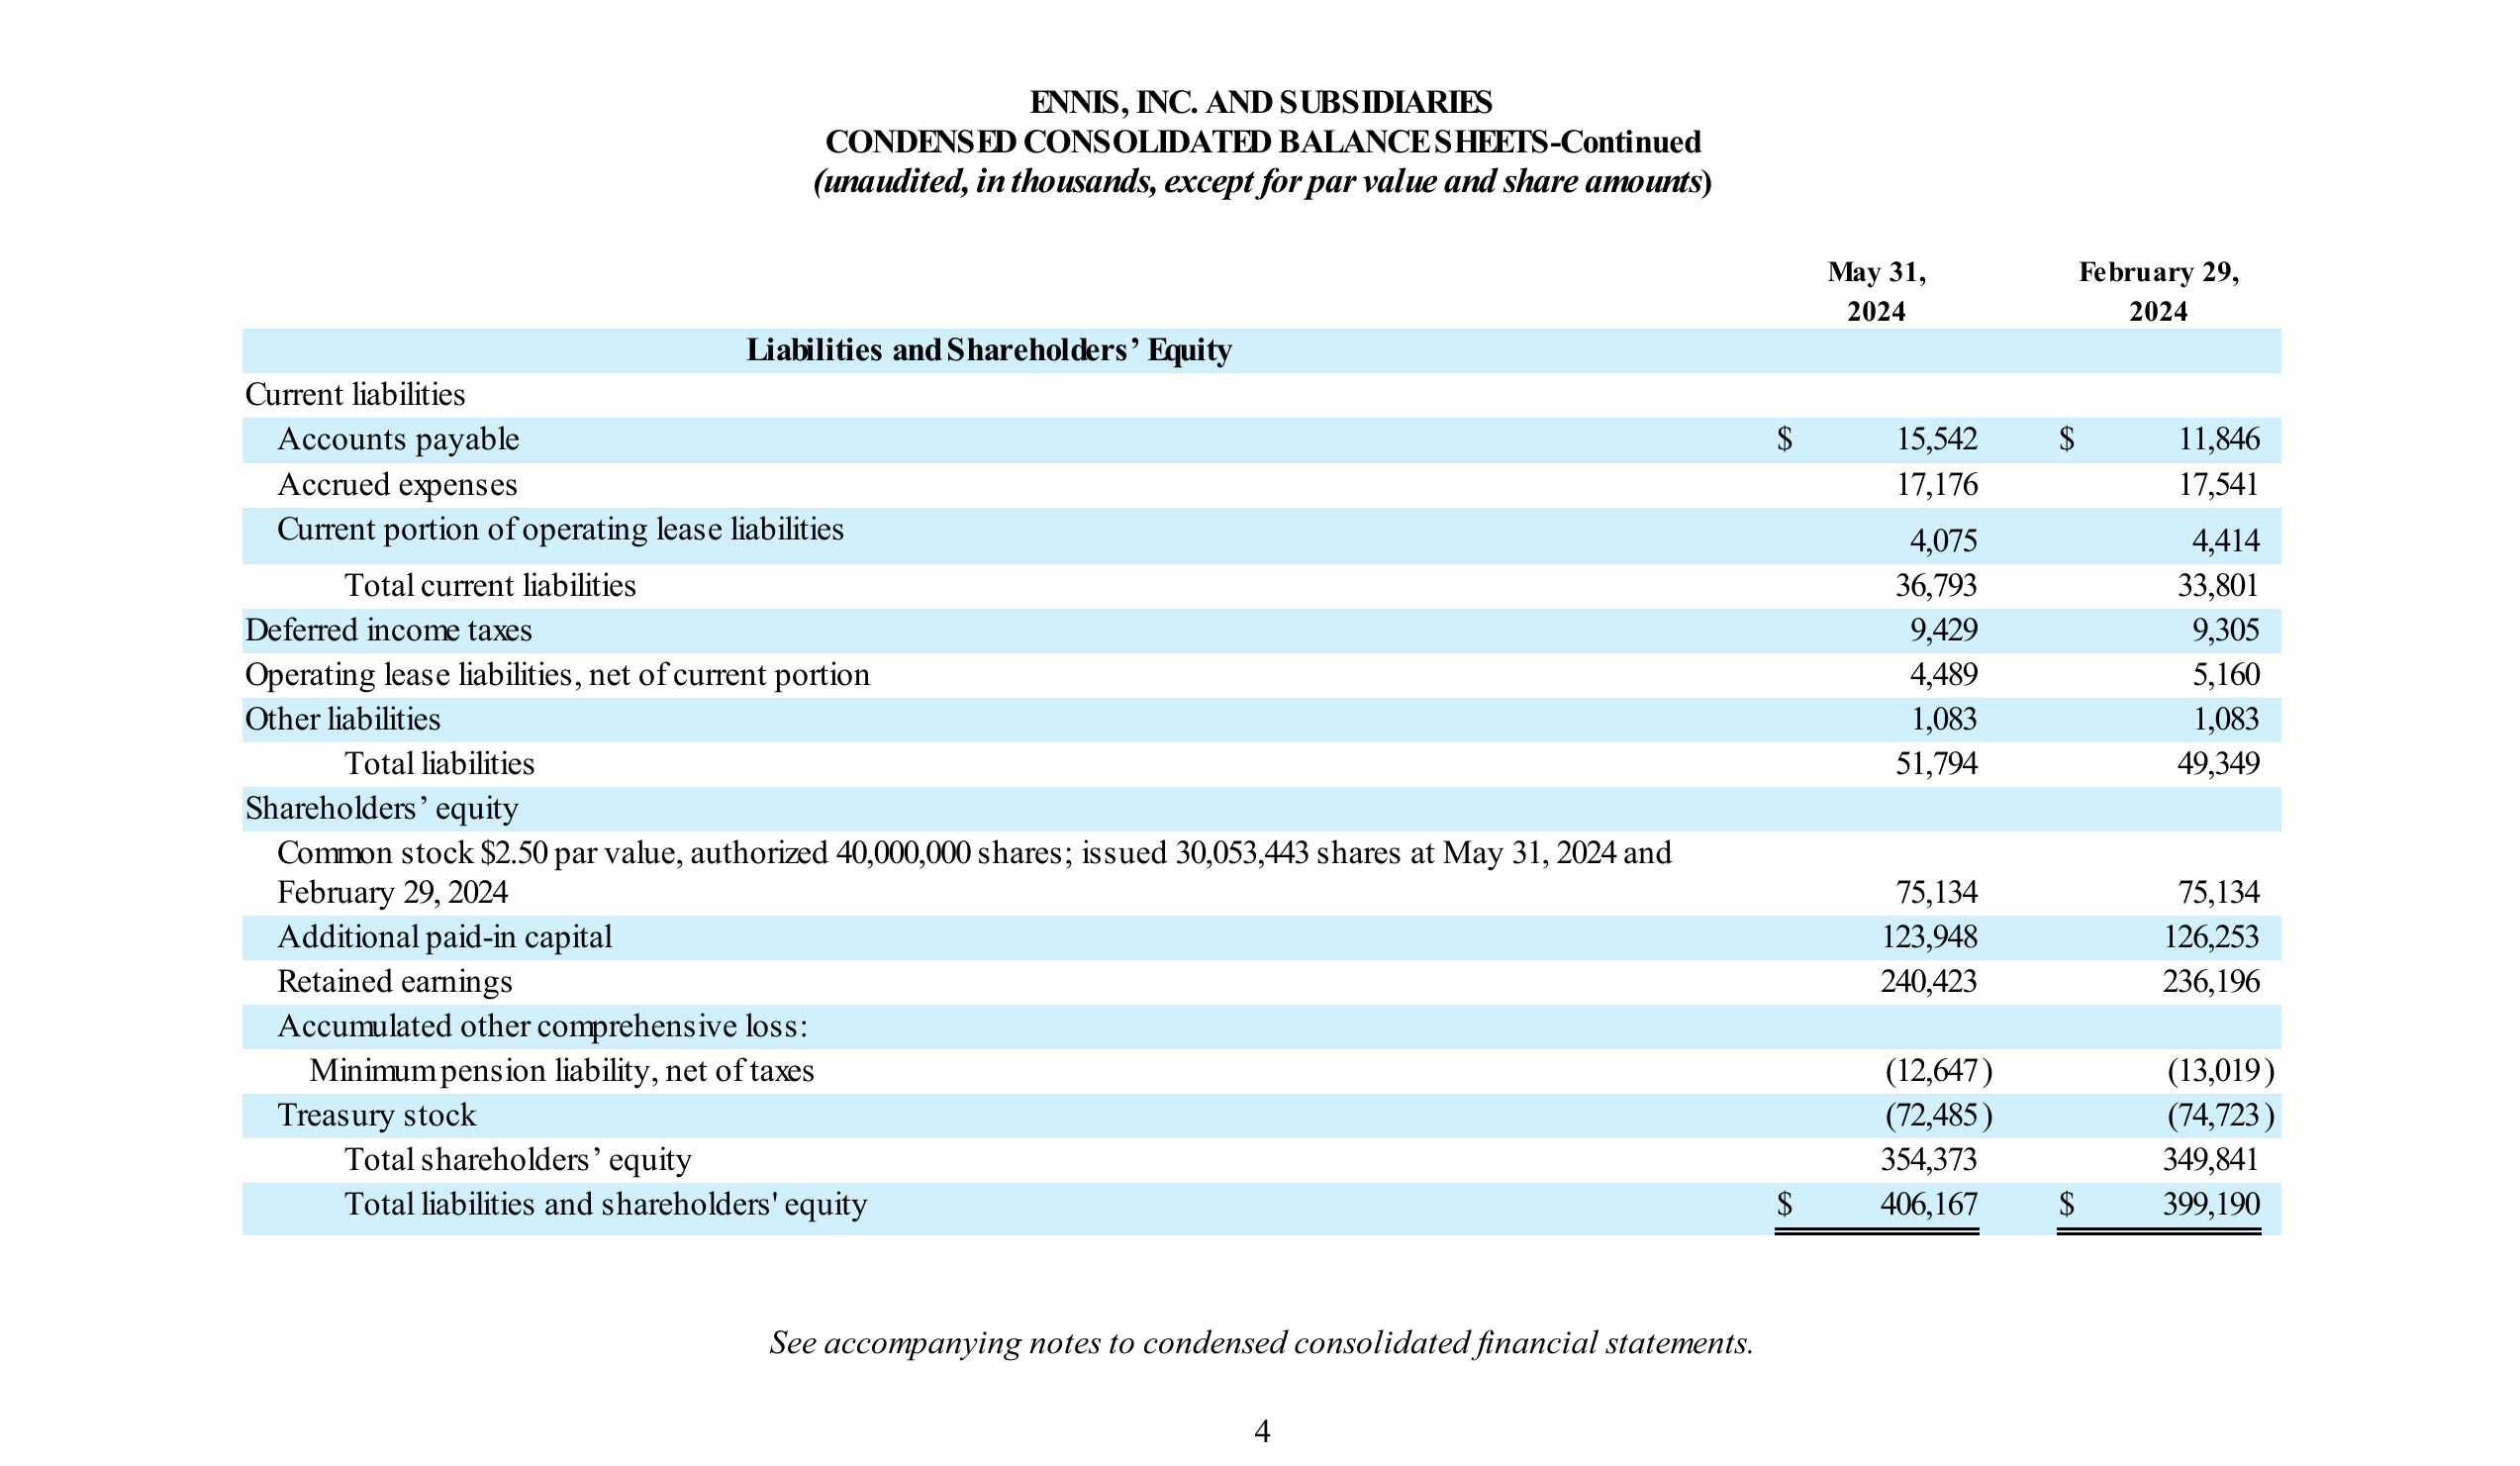 ENNIS, INC. AND SUBSIDIARIES
CONDENSED CONSOLIDATED BALANCE SHEETS-Continued
(unaudited, in thousands, except for par value and share amounts)
May 31, February 29,
2024 2024
Liabilities and Shareholders’ Equity
Current liabilities
Accounts payable $ 15,542 $ 11,846
Accrued expenses 17,176 17,541
Current portion of operating lease liabilities 4,075 4,414
Total current liabilities 36,793 33,801
Deferred income taxes 9,429 9,305
Operating lease liabilities, net of current portion 4,489 5,160
Other liabilities 1,083 1,083
Total liabilities 51,794 49,349
Shareholders’ equity
Common stock $2.50 par value, authorized 40,000,000 shares; issued 30,053,443 shares at May 31, 2024 and
February 29, 2024 75,134 75,134
Additional paid-in capital 123,948 126,253
Retained earnings 240,423 236,196
Accumulated other comprehensive loss:
Minimum pension liability, net of taxes (12,647) (13,019)
Treasury stock (72,485) (74,723)
Total shareholders’ equity 354,373 349,841
Total liabilities and shareholders' equity $ 406,167 $ 399,190
See accompanying notes to condensed consolidated financial statements.
4